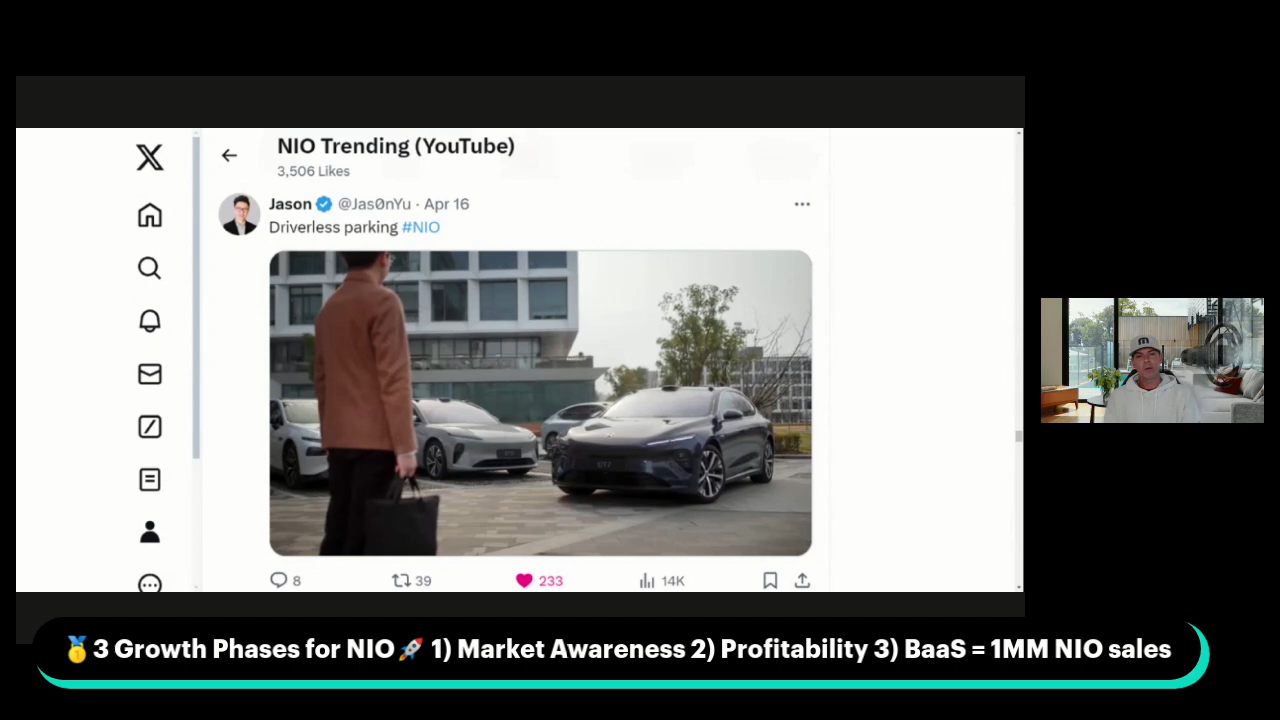 NIO Trending (YouTube)
3,506 Likes
Jason @Jas0nYu · Apr 16
Driverless parking #NIO
8 39 233 14K
🥇3 Growth Phases for NIO🚀 1) Market Awareness 2) Profitability 3) BaaS = 1MM NIO sales